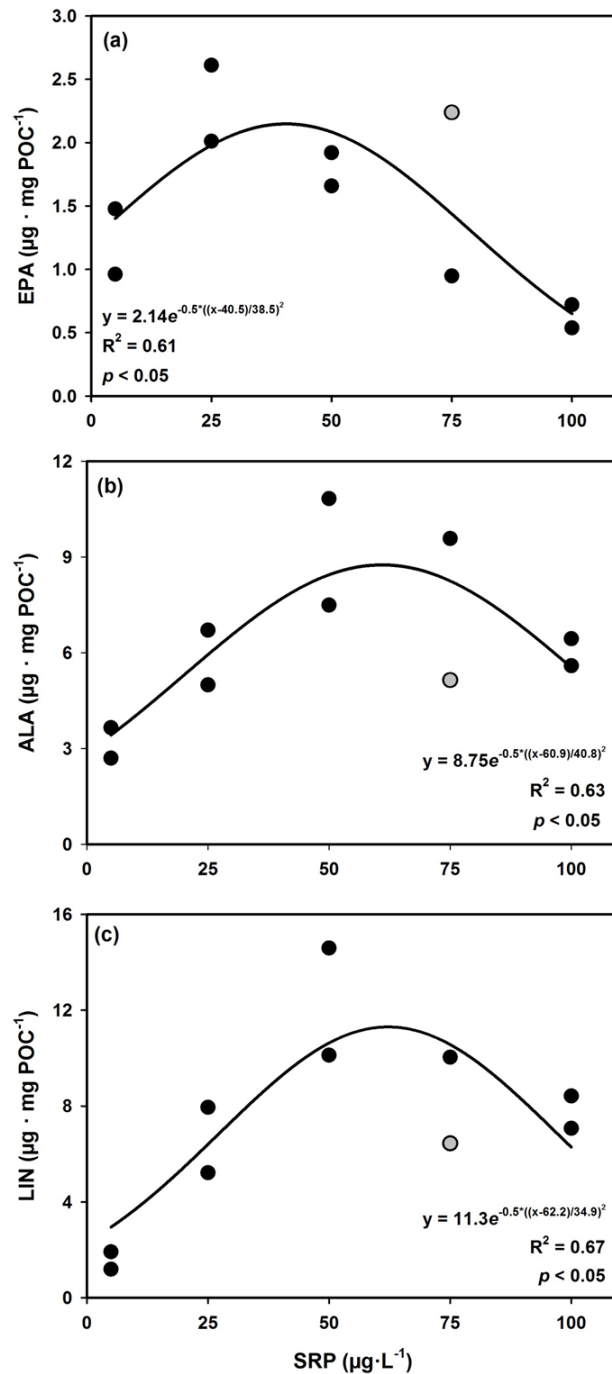 (a)
3.0
2.5
2.0
1.5
1.0
0.5
0.0
EPA (µg · mg POC⁻¹)
y = 2.14e^-0.5*((x-40.5)/38.5)²
R² = 0.61
p < 0.05
0 25 50 75 100
(b)
12
9
6
3
0
ALA (µg · mg POC⁻¹)
y = 8.75e^-0.5*((x-60.9)/40.8)²
R² = 0.63
p < 0.05
0 25 50 75 100
(c)
16
12
8
4
0
LIN (µg · mg POC⁻¹)
y = 11.3e^-0.5*((x-62.2)/34.9)²
R² = 0.67
p < 0.05
0 25 50 75 100
SRP (µg·L⁻¹)